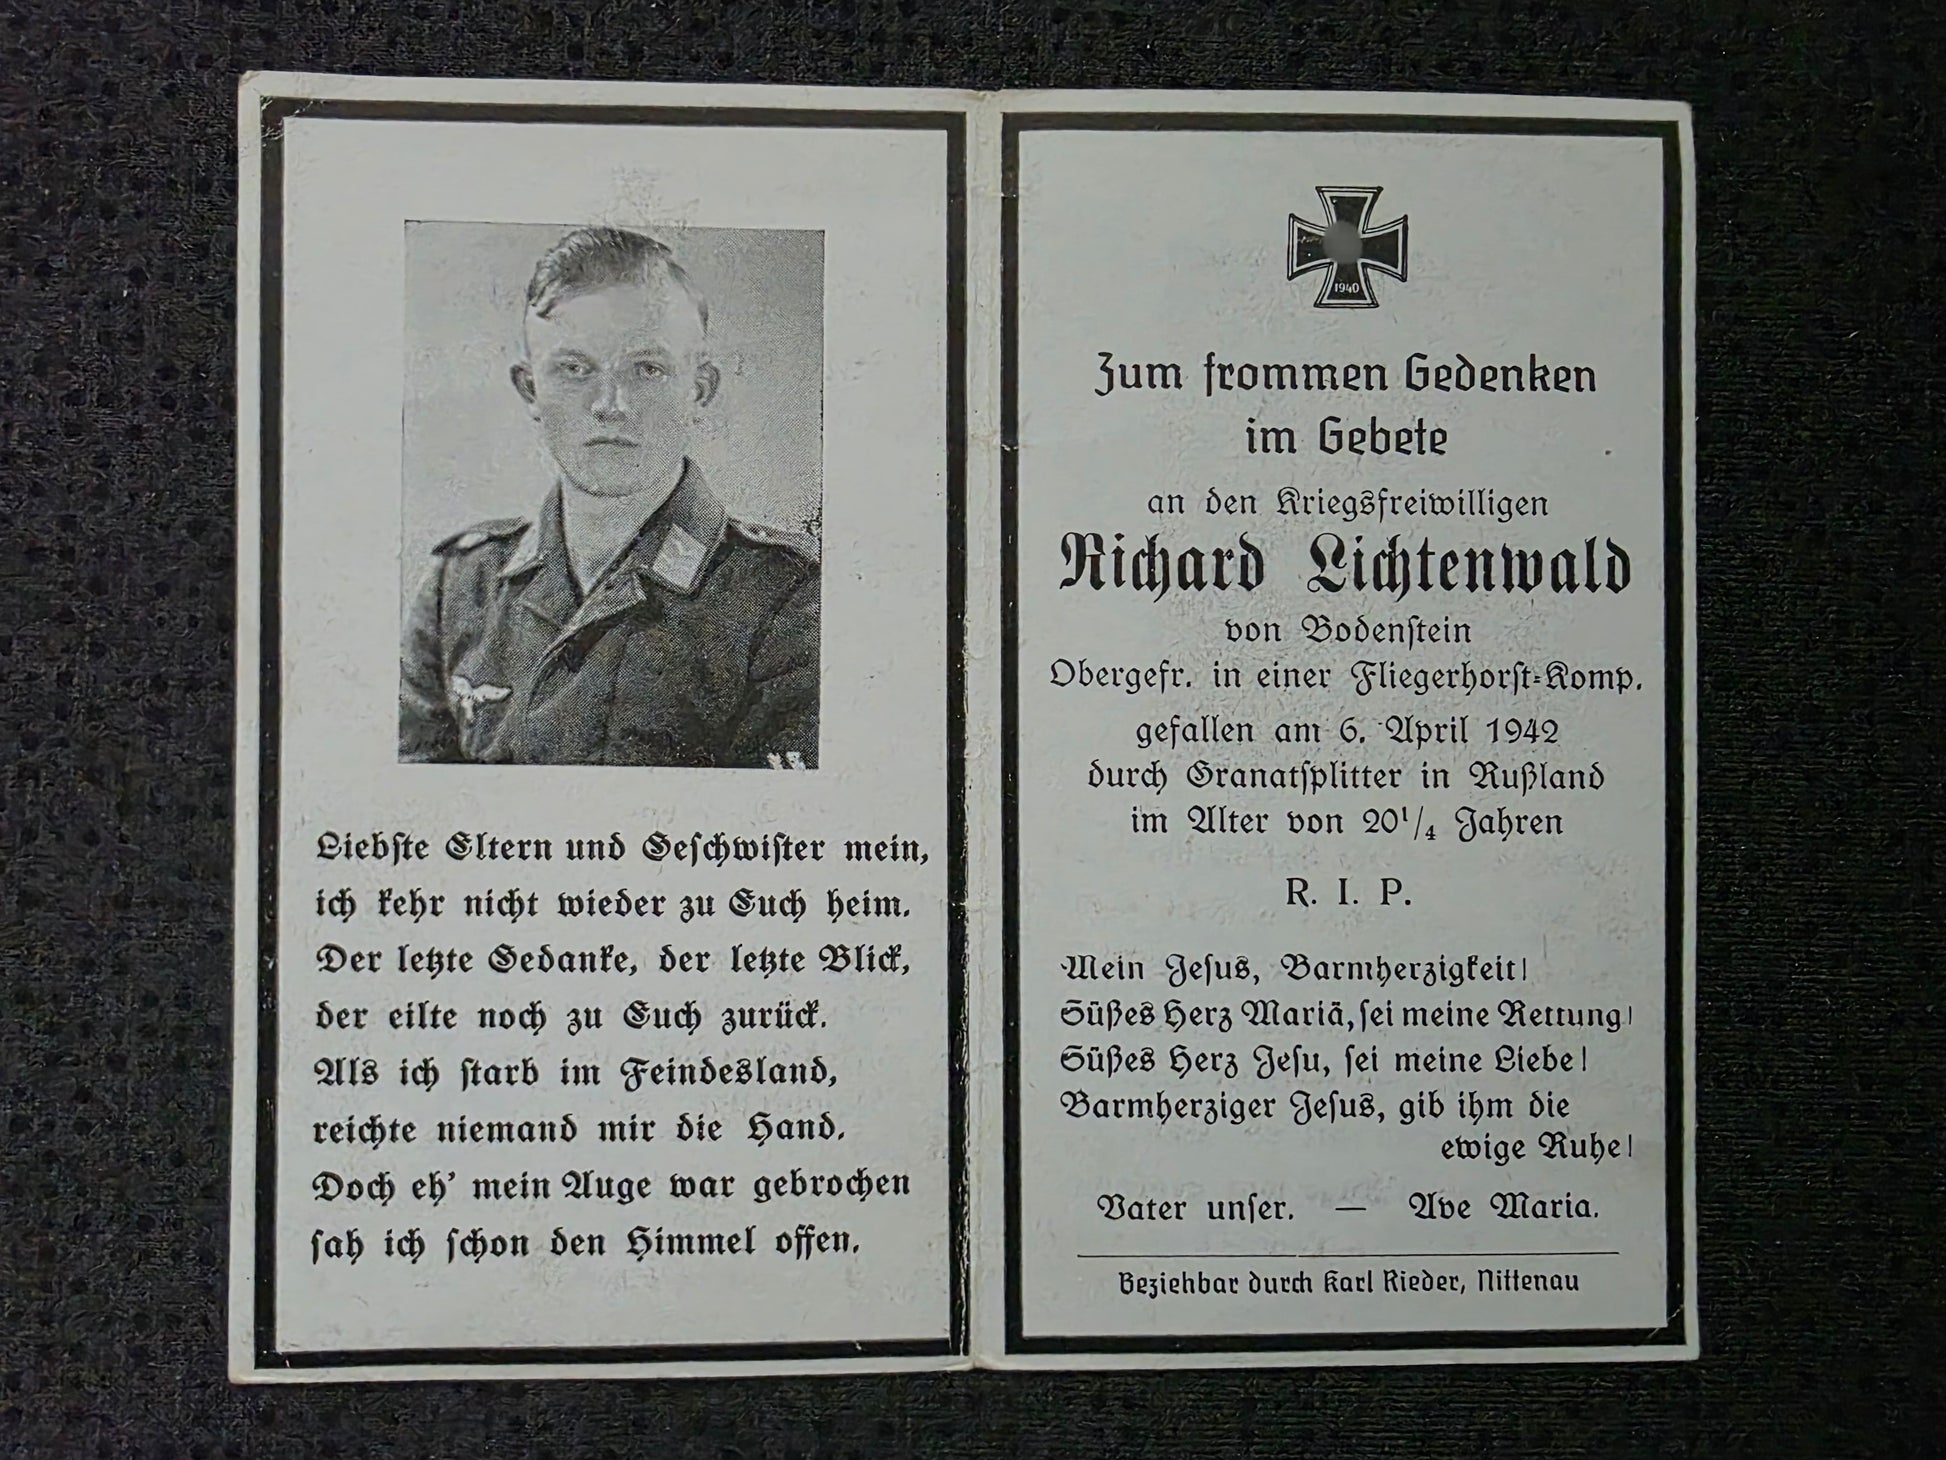 Liebste Eltern und Geschwister mein,
ich kehr nicht wieder zu Euch heim.
Der letzte Gedanke, der letzte Blick,
der eilte noch zu Euch zurück.
Als ich starb im Feindesland,
reichte niemand mir die Hand.
Doch eh' mein Auge war gebrochen
sah ich schon den Himmel offen.
1940
Zum frommen Gedenken
im Gebete
an den Kriegsfreiwilligen
Richard Lichtenwald
von Bodenstein
Obergefr. in einer Fliegerhorst-Komp.
gefallen am 6. April 1942
durch Granatsplitter in Rußland
im Alter von 20 1/4 Jahren
R. I. P.
Mein Jesus, Barmherzigkeit!
Süßes Herz Mariä, sei meine Rettung!
Süßes Herz Jesu, sei meine Liebe!
Barmherziger Jesus, gib ihm die
ewige Ruhe!
Vater unser. — Ave Maria.
Beziehbar durch Karl Rieder, Nittenau